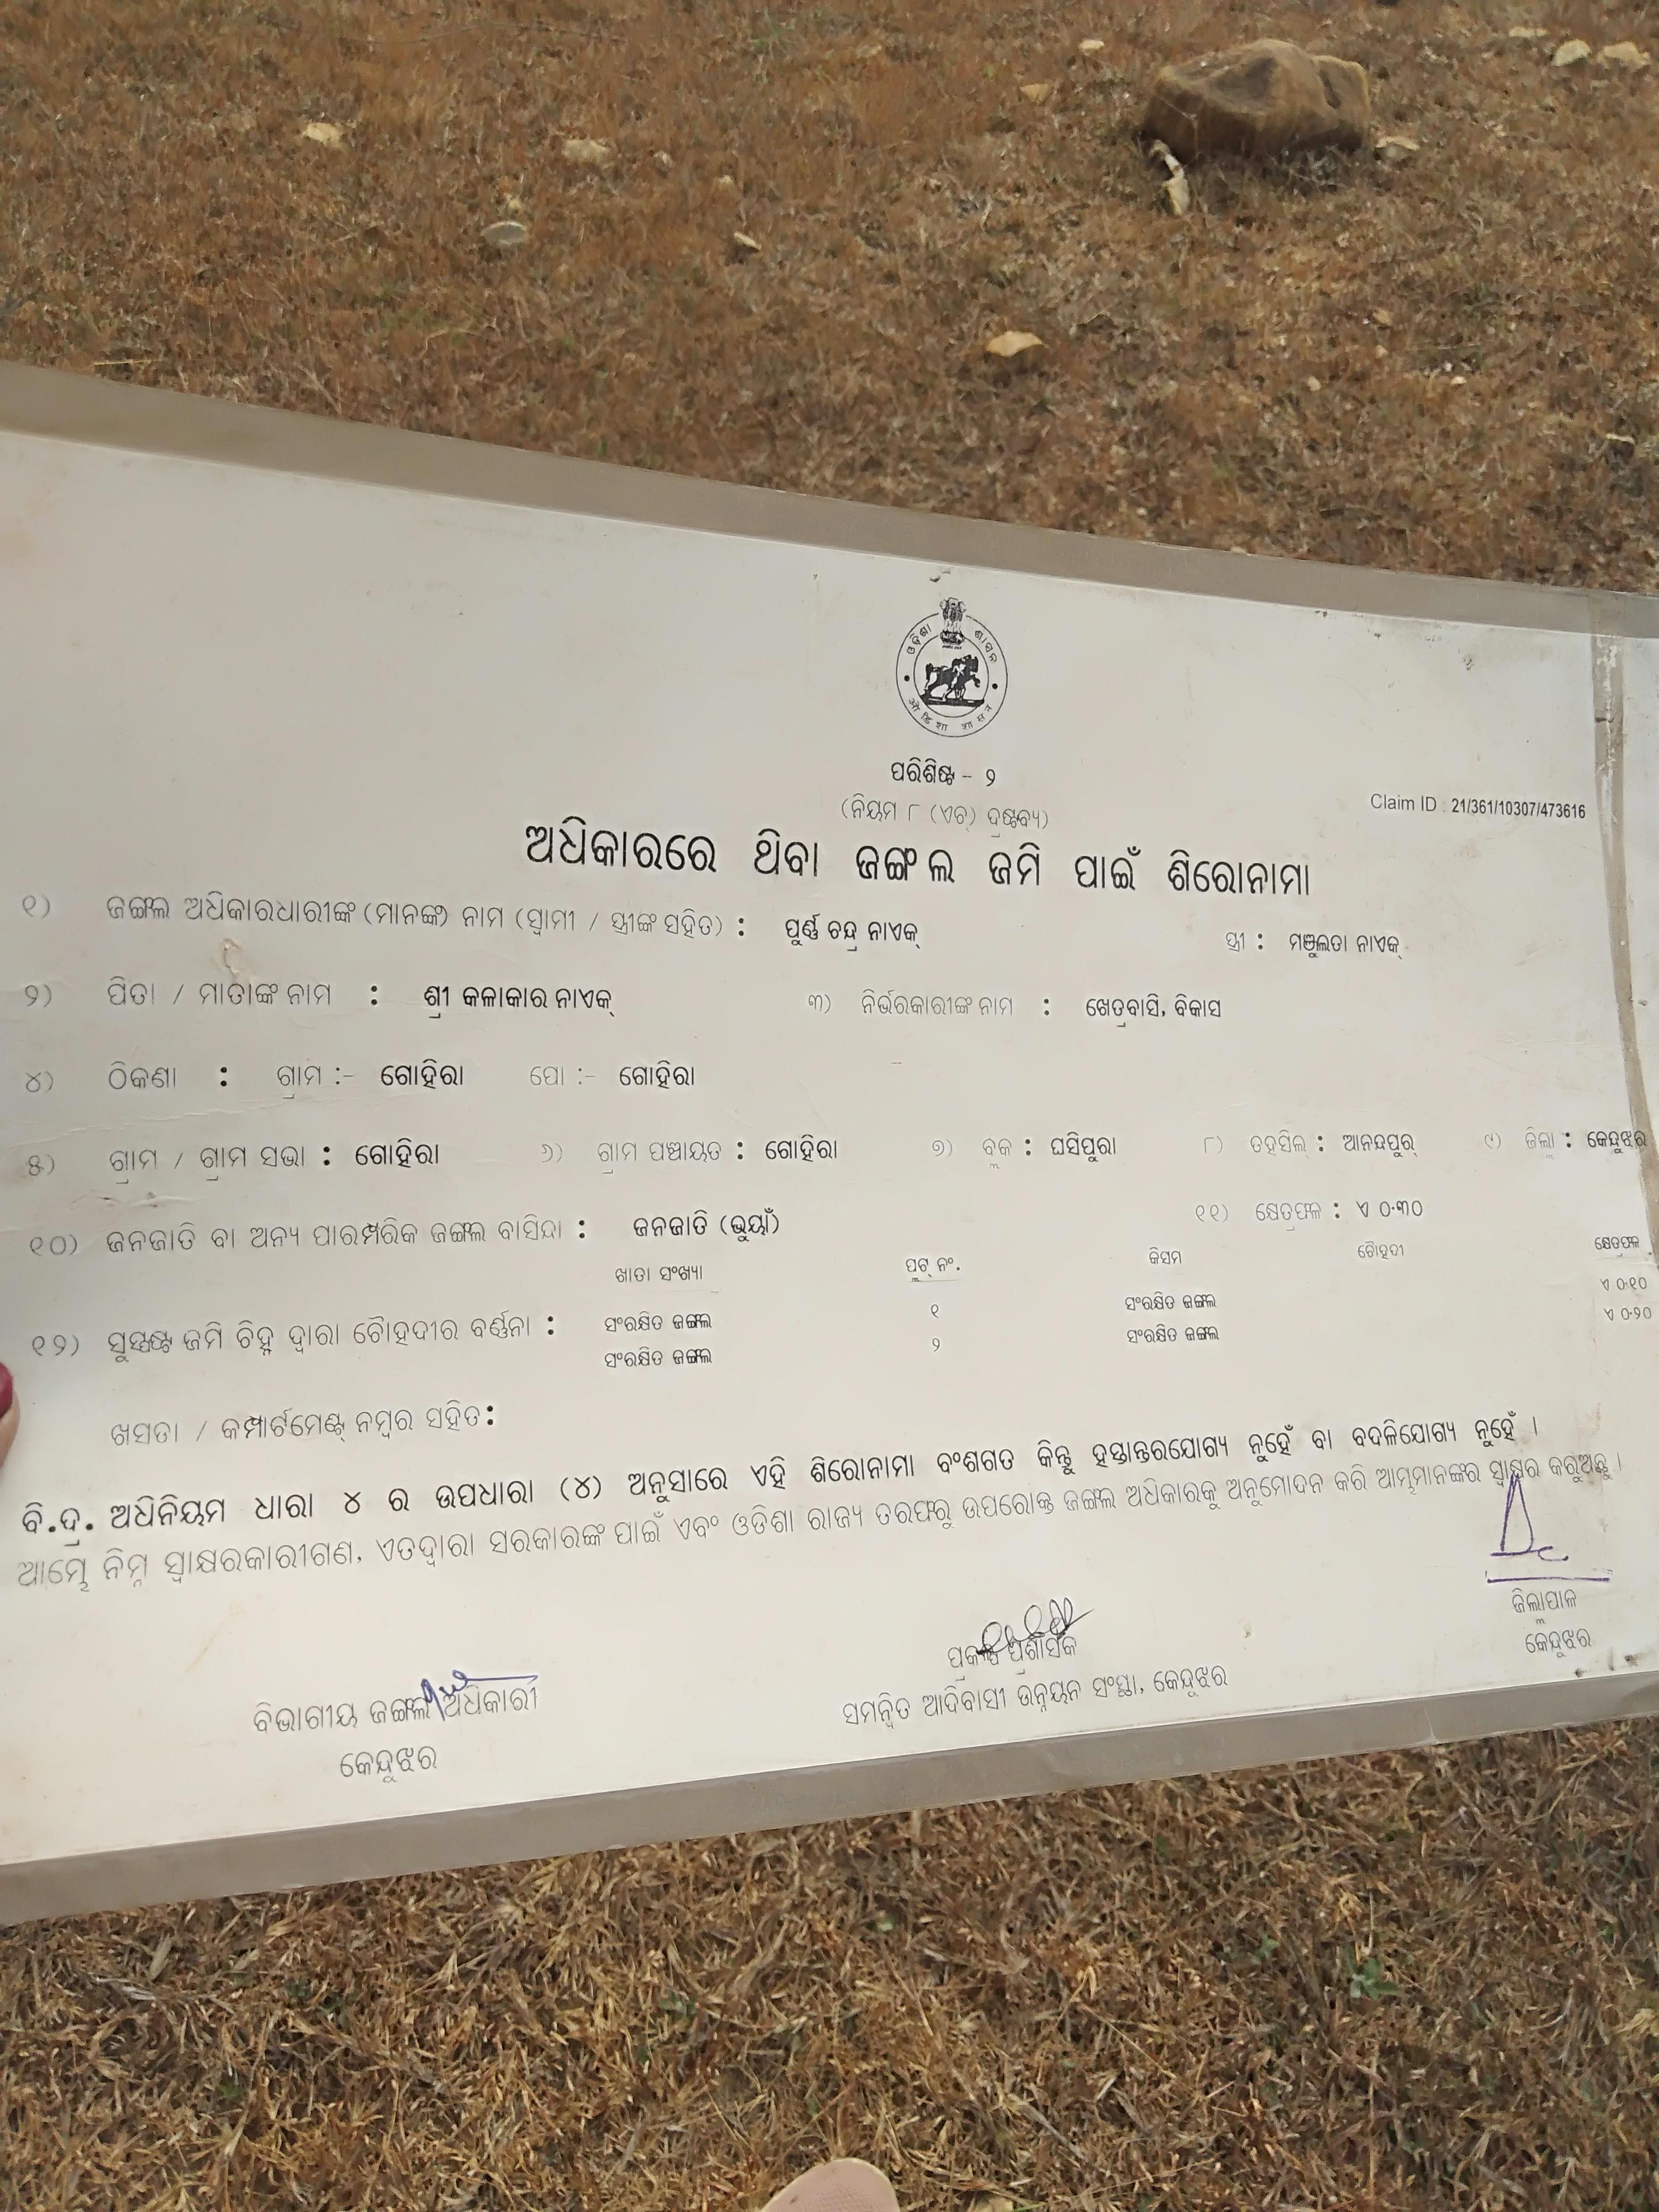 ଓଡ଼ିଶା ଶାସନ
ओडिशा शासन
ପରିଶିଷ୍ଟ - ୨
(ନିୟମ ୮ (ଏଚ୍) ଦ୍ରଷ୍ଟବ୍ୟ)
Claim ID : 21/361/10307/473616
ଅଧିକାରରେ ଥିବା ଜଙ୍ଗଲ ଜମି ପାଇଁ ଶିରୋନାମା
୧) ଜଙ୍ଗଲ ଅଧିକାରଧାରୀଙ୍କ (ମାନଙ୍କ) ନାମ (ସ୍ୱାମୀ / ସ୍ତ୍ରୀଙ୍କ ସହିତ) : ପୁର୍ଣ୍ଣ ଚନ୍ଦ୍ର ନାଏକ୍ ସ୍ତ୍ରୀ : ମଞ୍ଜୁଲତା ନାଏକ୍
୨) ପିତା / ମାତାଙ୍କ ନାମ : ଶ୍ରୀ କଳାକାର ନାଏକ୍ ୩) ନିର୍ଭରକାରୀଙ୍କ ନାମ : ଖେତ୍ରବାସି, ବିକାସ
୪) ଠିକଣା : ଗ୍ରାମ :- ଗୋହିରା ପୋ :- ଗୋହିରା
୫) ଗ୍ରାମ / ଗ୍ରାମ ସଭା : ଗୋହିରା ୬) ଗ୍ରାମ ପଞ୍ଚାୟତ : ଗୋହିରା ୭) ବ୍ଲକ : ଘସିପୁରା ୮) ତହସିଲ୍ : ଆନନ୍ଦପୁର୍ ୯) ଜିଲ୍ଲା : କେନ୍ଦୁଝର
୧୦) ଜନଜାତି ବା ଅନ୍ୟ ପାରମ୍ପରିକ ଜଙ୍ଗଲ ବାସିନ୍ଦା : ଜନଜାତି (ଭୁୟାଁ) ୧୧) କ୍ଷେତ୍ରଫଳ : ଏ ୦.୩୦
ଖାତା ସଂଖ୍ୟା ପ୍ଲଟ୍ ନଂ. କିସମ ଚୌହଦୀ କ୍ଷେତ୍ରଫଳ
୧୨) ସୁସ୍ପଷ୍ଟ ଜମି ଚିହ୍ନ ଦ୍ୱାରା ଚୌହଦୀର ବର୍ଣ୍ଣନା : ସଂରକ୍ଷିତ ଜଙ୍ଗଲ ୧ ସଂରକ୍ଷିତ ଜଙ୍ଗଲ ଏ ୦.୧୦
ସଂରକ୍ଷିତ ଜଙ୍ଗଲ ୨ ସଂରକ୍ଷିତ ଜଙ୍ଗଲ ଏ ୦.୨୦
ଖସଡା / କମ୍ପାର୍ଟମେଣ୍ଟ୍ ନମ୍ବର ସହିତ:
ବି.ଦ୍ର. ଅଧିନିୟମ ଧାରା ୪ ର ଉପଧାରା (୪) ଅନୁସାରେ ଏହି ଶିରୋନାମା ବଂଶଗତ କିନ୍ତୁ ହସ୍ତାନ୍ତରଯୋଗ୍ୟ ନୁହେଁ ବା ବଦଳିଯୋଗ୍ୟ ନୁହେଁ ।
ଆମ୍ଭେ ନିମ୍ନ ସ୍ୱାକ୍ଷରକାରୀଗଣ, ଏତଦ୍ୱାରା ସରକାରଙ୍କ ପାଇଁ ଏବଂ ଓଡିଶା ରାଜ୍ୟ ତରଫରୁ ଉପରୋକ୍ତ ଜଙ୍ଗଲ ଅଧିକାରକୁ ଅନୁମୋଦନ କରି ଆମ୍ଭମାନଙ୍କର ସ୍ୱାକ୍ଷର କରୁଅଛୁ ।
ବିଭାଗୀୟ ଜଙ୍ଗଲ ଅଧିକାରୀ
କେନ୍ଦୁଝର
ପ୍ରକଳ୍ପ ପ୍ରଶାସକ
ସମନ୍ୱିତ ଆଦିବାସୀ ଉନ୍ନୟନ ସଂସ୍ଥା, କେନ୍ଦୁଝର
ଜିଲ୍ଲାପାଳ
କେନ୍ଦୁଝର